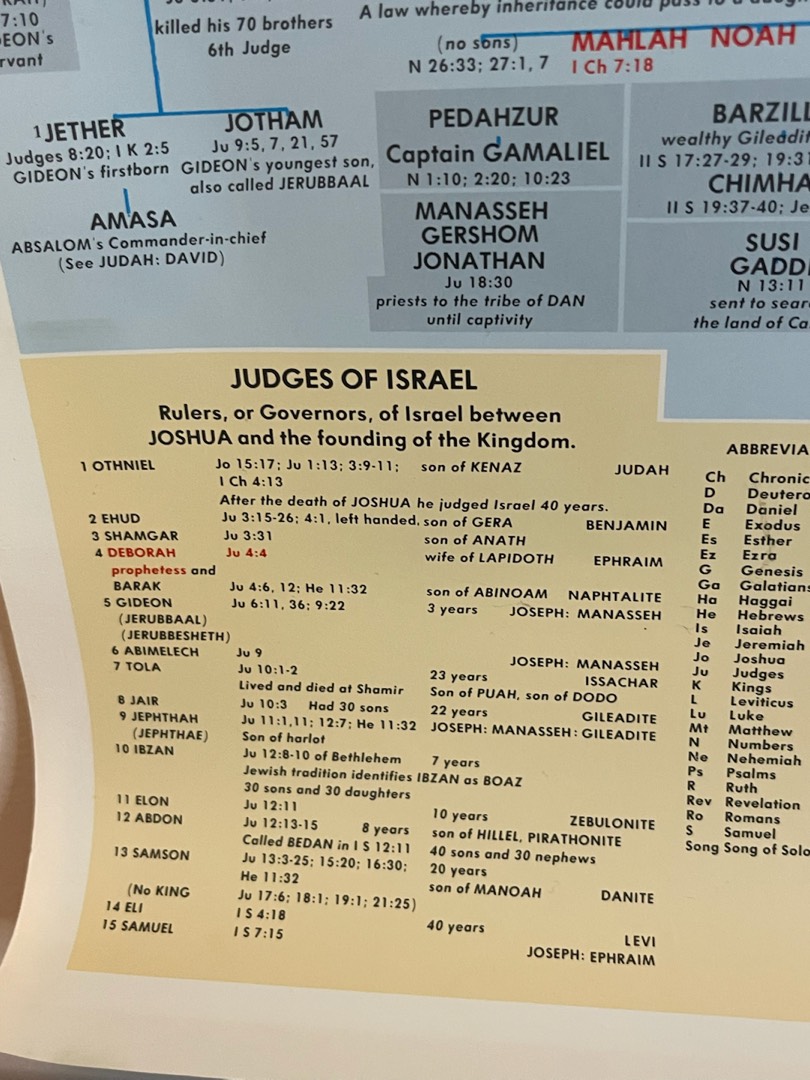 7:10
EON's
rvant
killed his 70 brothers
6th Judge
A law whereby inheritance could pass to a
(no sons)
N 26:33; 27:1, 7
MAHLAH NOAH
I Ch 7:18
1 JETHER
Judges 8:20; I K 2:5
GIDEON's firstborn
JOTHAM
Ju 9:5, 7, 21, 57
GIDEON's youngest son,
also called JERUBBAAL
AMASA
ABSALOM's Commander-in-chief
(See JUDAH: DAVID)
PEDAHZUR
Captain GAMALIEL
N 1:10; 2:20; 10:23
MANASSEH
GERSHOM
JONATHAN
Ju 18:30
priests to the tribe of DAN
until captivity
BARZILL
wealthy Gileadit
II S 17:27-29; 19:31
CHIMHA
II S 19:37-40; Je
SUSI
GADDI
N 13:11
sent to sear
the land of Ca
JUDGES OF ISRAEL
Rulers, or Governors, of Israel between
JOSHUA and the founding of the Kingdom.
1 OTHNIEL Jo 15:17; Ju 1:13; 3:9-11; son of KENAZ JUDAH
I Ch 4:13
After the death of JOSHUA he judged Israel 40 years.
2 EHUD Ju 3:15-26; 4:1, left handed, son of GERA BENJAMIN
3 SHAMGAR Ju 3:31 son of ANATH
4 DEBORAH Ju 4:4 wife of LAPIDOTH EPHRAIM
prophetess and
BARAK Ju 4:6, 12; He 11:32 son of ABINOAM NAPHTALITE
5 GIDEON Ju 6:11, 36; 9:22 3 years JOSEPH: MANASSEH
(JERUBBAAL)
(JERUBBESHETH)
6 ABIMELECH Ju 9 JOSEPH: MANASSEH
7 TOLA Ju 10:1-2 23 years ISSACHAR
Lived and died at Shamir Son of PUAH, son of DODO
8 JAIR Ju 10:3 Had 30 sons 22 years GILEADITE
9 JEPHTHAH Ju 11:1,11; 12:7; He 11:32 JOSEPH: MANASSEH: GILEADITE
(JEPHTHAE) Son of harlot
10 IBZAN Ju 12:8-10 of Bethlehem 7 years
Jewish tradition identifies IBZAN as BOAZ
30 sons and 30 daughters
11 ELON Ju 12:11 10 years ZEBULONITE
12 ABDON Ju 12:13-15 8 years son of HILLEL, PIRATHONITE
Called BEDAN in I S 12:11 40 sons and 30 nephews
13 SAMSON Ju 13:3-25; 15:20; 16:30; 20 years
He 11:32 son of MANOAH DANITE
(No KING Ju 17:6; 18:1; 19:1; 21:25)
14 ELI I S 4:18 40 years LEVI
15 SAMUEL I S 7:15 JOSEPH: EPHRAIM
ABBREVIA
Ch Chronic
D Deutero
Da Daniel
E Exodus
Es Esther
Ez Ezra
G Genesis
Ga Galatians
Ha Haggai
He Hebrews
Is Isaiah
Je Jeremiah
Jo Joshua
Ju Judges
K Kings
L Leviticus
Lu Luke
Mt Matthew
N Numbers
Ne Nehemiah
Ps Psalms
R Ruth
Rev Revelation
Ro Romans
S Samuel
Song Song of Solo